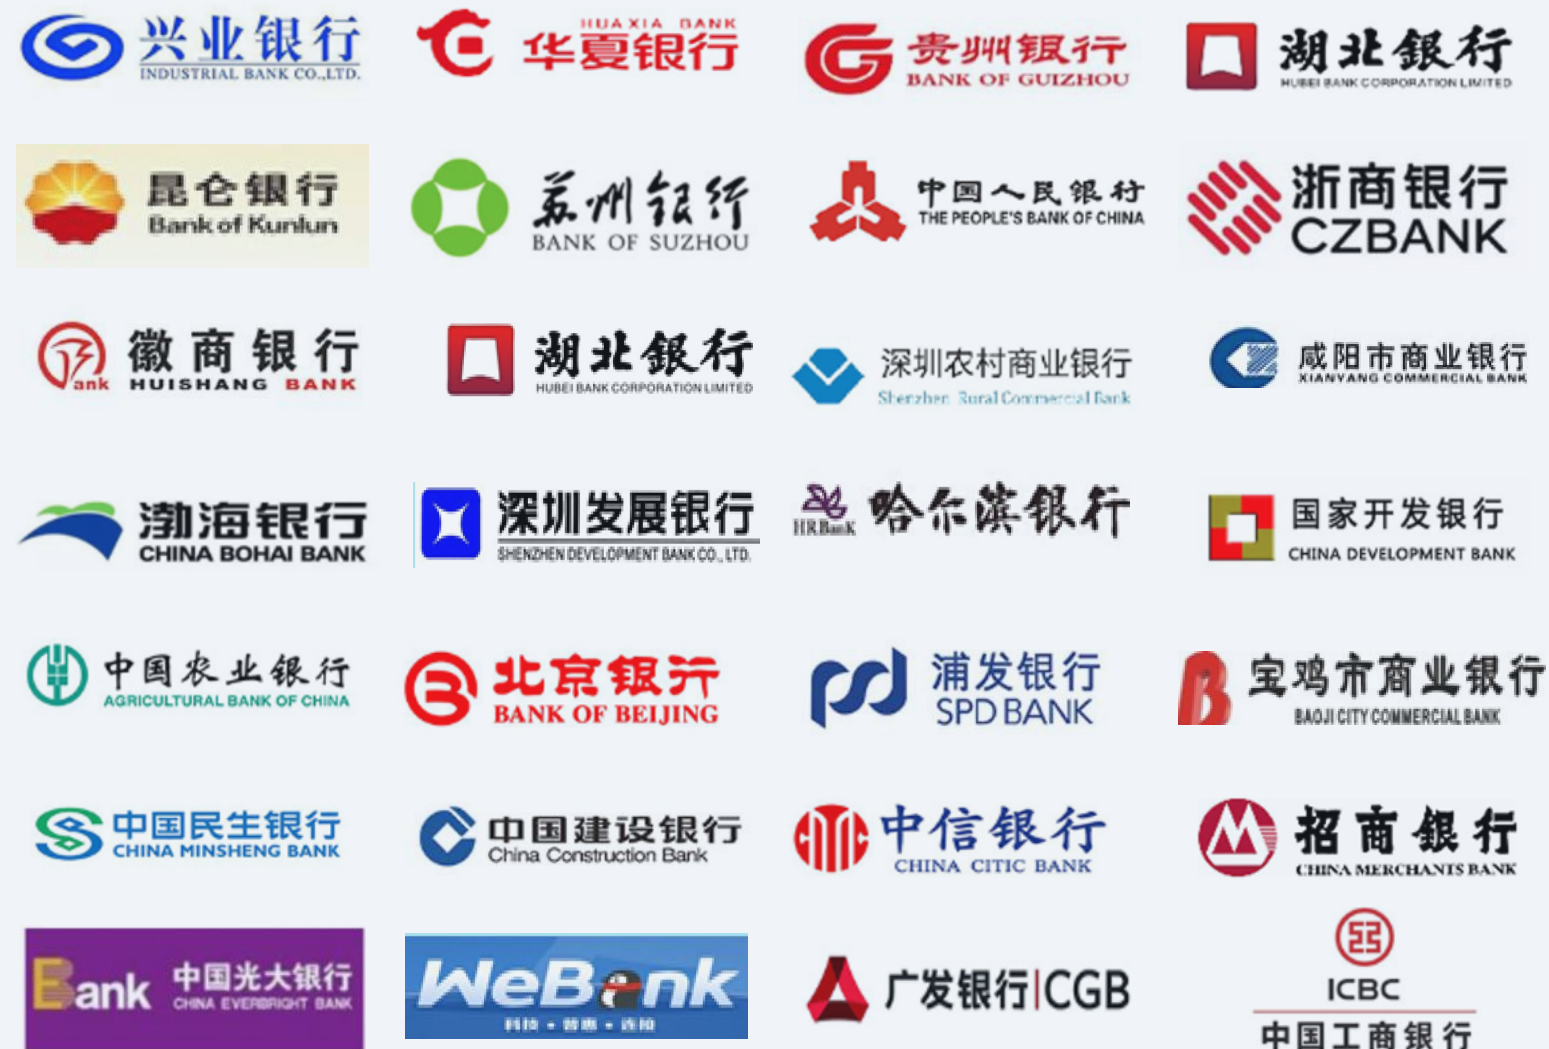 兴业银行
INDUSTRIAL BANK CO.,LTD.
HUA XIA BANK
华夏银行
贵州银行
BANK OF GUIZHOU
湖北銀行
HUBEI BANK CORPORATION LIMITED
昆仑银行
Bank of Kunlun
苏州银行
BANK OF SUZHOU
中国人民银行
THE PEOPLE'S BANK OF CHINA
浙商银行
CZBANK
ank
徽商银行
HUISHANG BANK
湖北銀行
HUBEI BANK CORPORATION LIMITED
深圳农村商业银行
Shenzhen Rural Commercial Bank
咸阳市商业银行
XIANYANG COMMERCIAL BANK
渤海银行
CHINA BOHAI BANK
深圳发展银行
SHENZHEN DEVELOPMENT BANK CO., LTD.
HRBanK
哈尔滨银行
国家开发银行
CHINA DEVELOPMENT BANK
中国农业银行
AGRICULTURAL BANK OF CHINA
北京银行
BANK OF BEIJING
浦发银行
SPD BANK
B
宝鸡市商业银行
BAOJI CITY COMMERCIAL BANK
中国民生银行
CHINA MINSHENG BANK
中国建设银行
China Construction Bank
CITIC
中信银行
CHINA CITIC BANK
招商銀行
CHINA MERCHANTS BANK
Bank
中国光大银行
CHINA EVERBRIGHT BANK
WeBank
科技·普惠·连接
广发银行|CGB
ICBC
中国工商银行